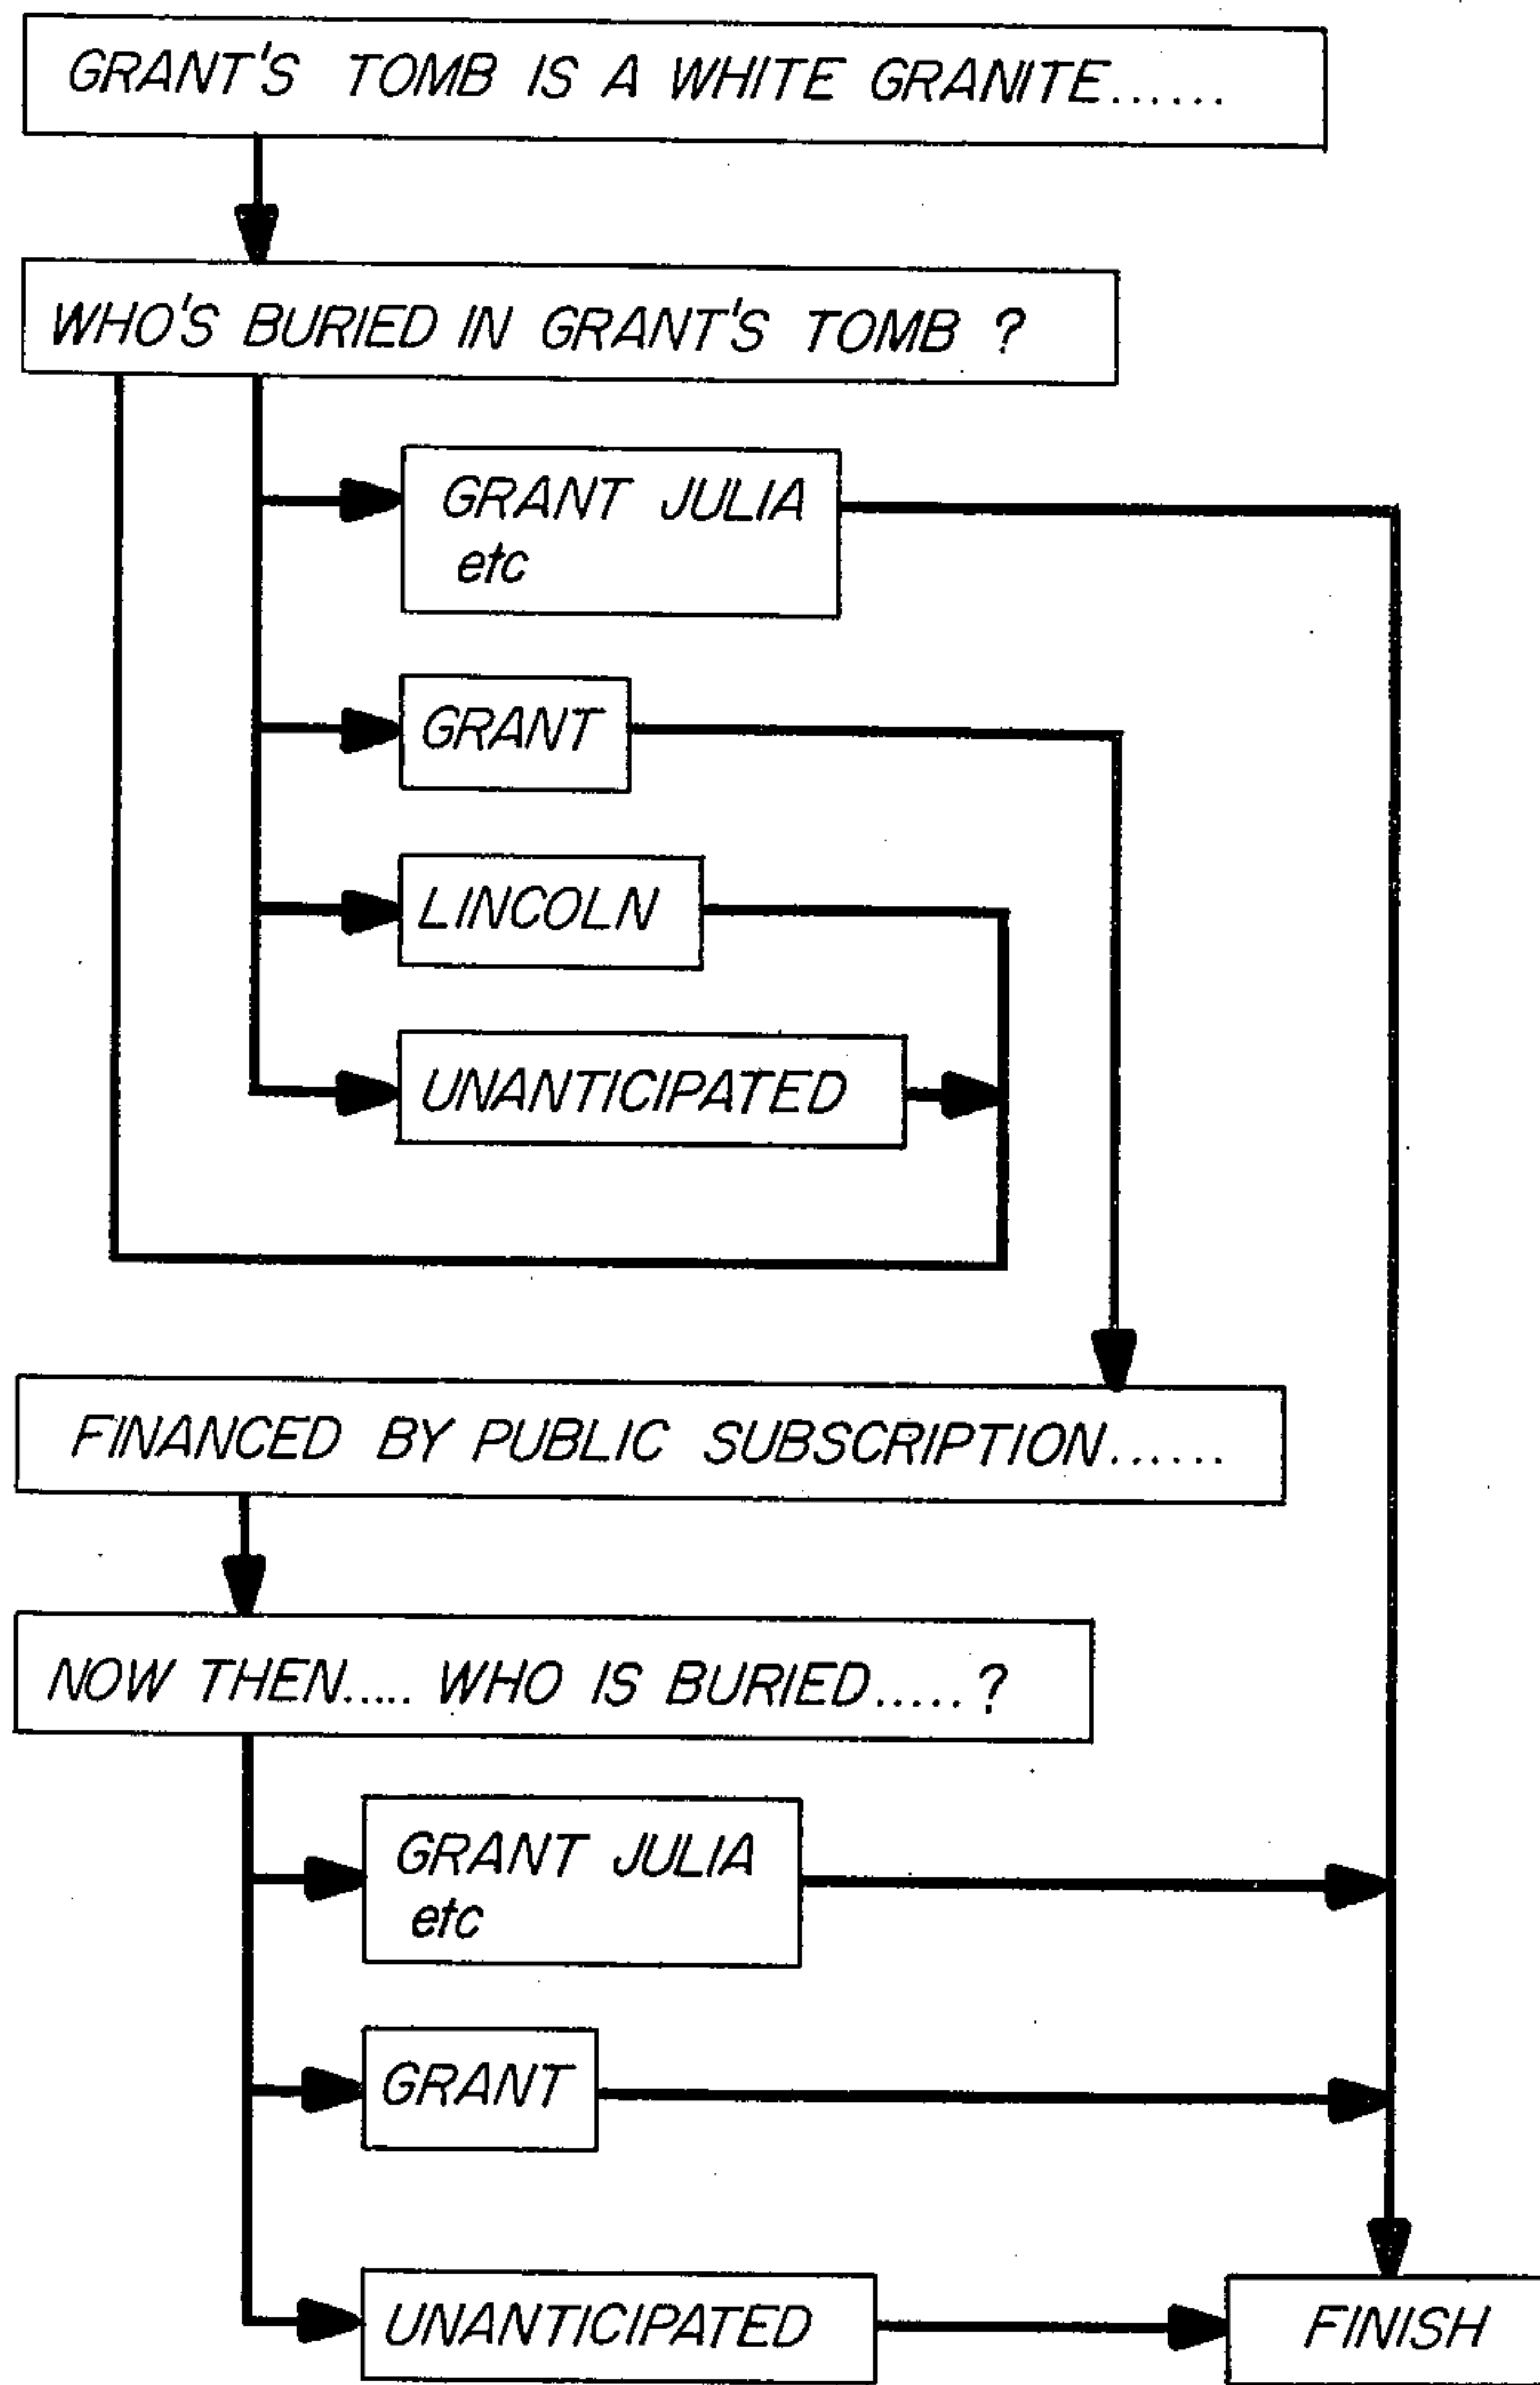 GRANT'S TOMB IS A WHITE GRANITE......
WHO'S BURIED IN GRANT'S TOMB ?
GRANT JULIA
etc
GRANT
LINCOLN
UNANTICIPATED
FINANCED BY PUBLIC SUBSCRIPTION......
NOW THEN..... WHO IS BURIED.....?
GRANT JULIA
etc
GRANT
UNANTICIPATED
FINISH